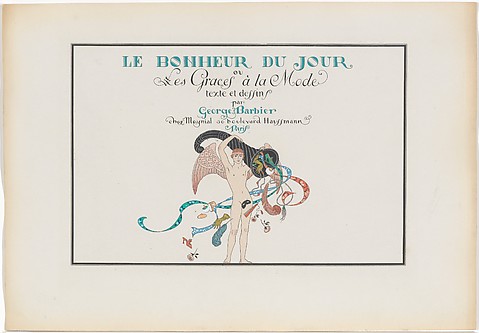 LE BONHEUR DU JOUR
ou
Les Graces à la Mode
texte et dessins
par
George Barbier
chez Meynial 30 boulevard Haussmann
Paris